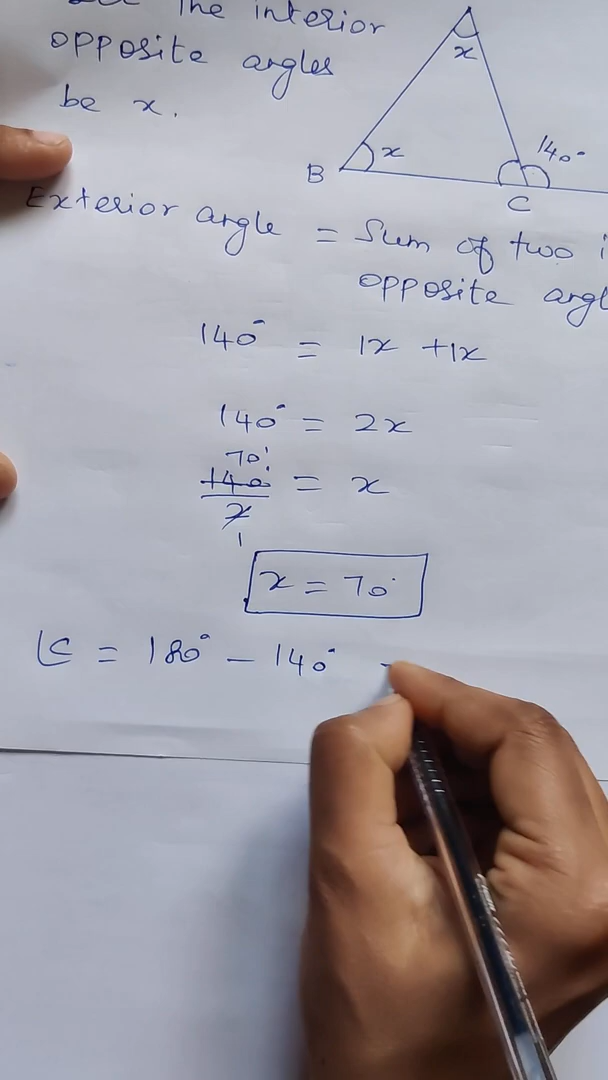 the interior
opposite angles
be x.
x
x
140°
B
C
Exterior angle = Sum of two
opposite
140° = 1x + 1x
140° = 2x
70°
140 = x
2
1
x = 70°
∠C = 180° - 140°